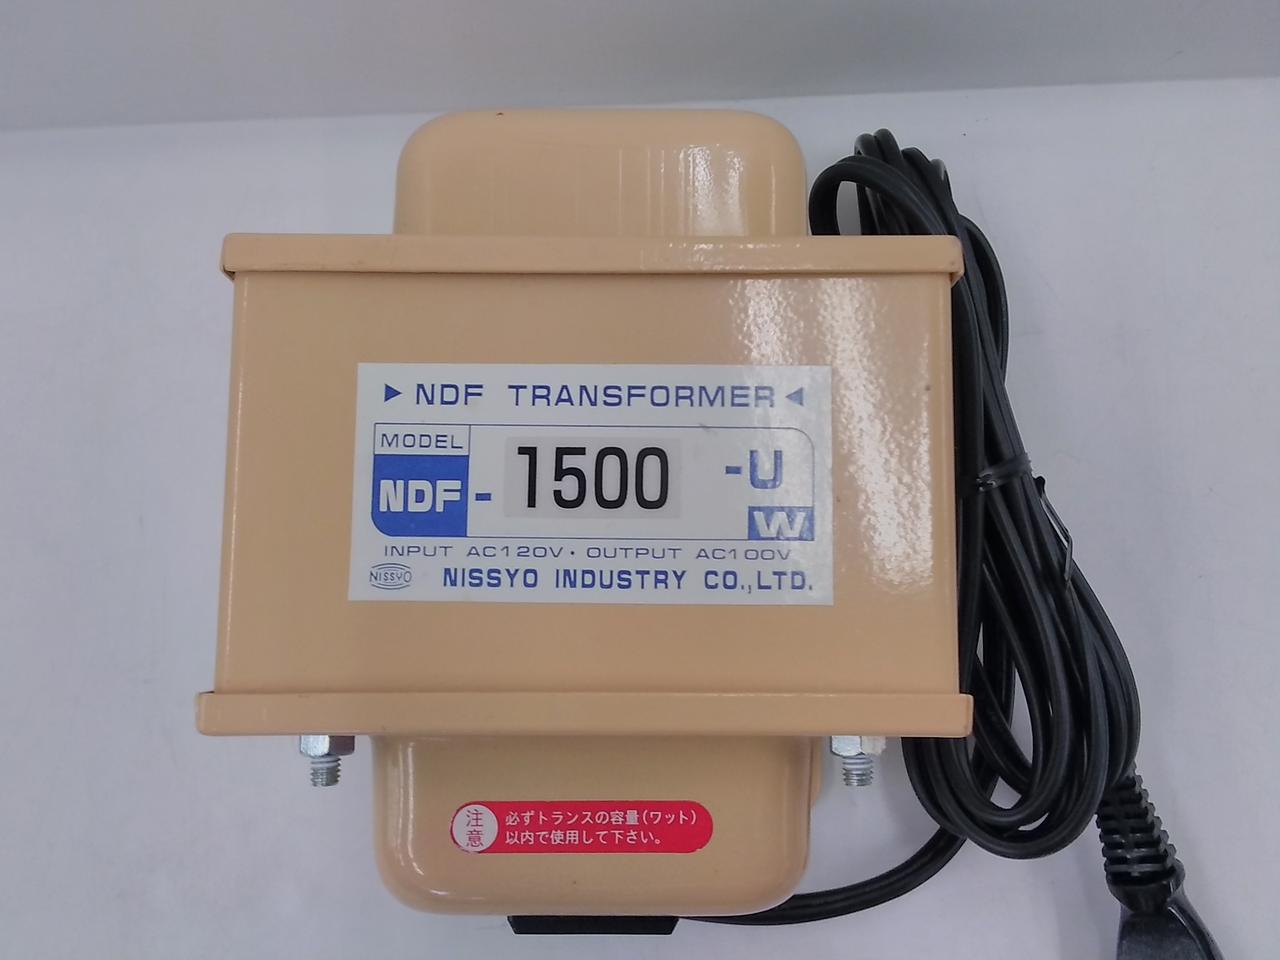 ▶ NDF TRANSFORMER ◀
MODEL
NDF - 1500 -U
W
INPUT AC120V・OUTPUT AC100V
NISSYO NISSYO INDUSTRY CO.,LTD.
注意
必ずトランスの容量(ワット)
以内で使用して下さい。